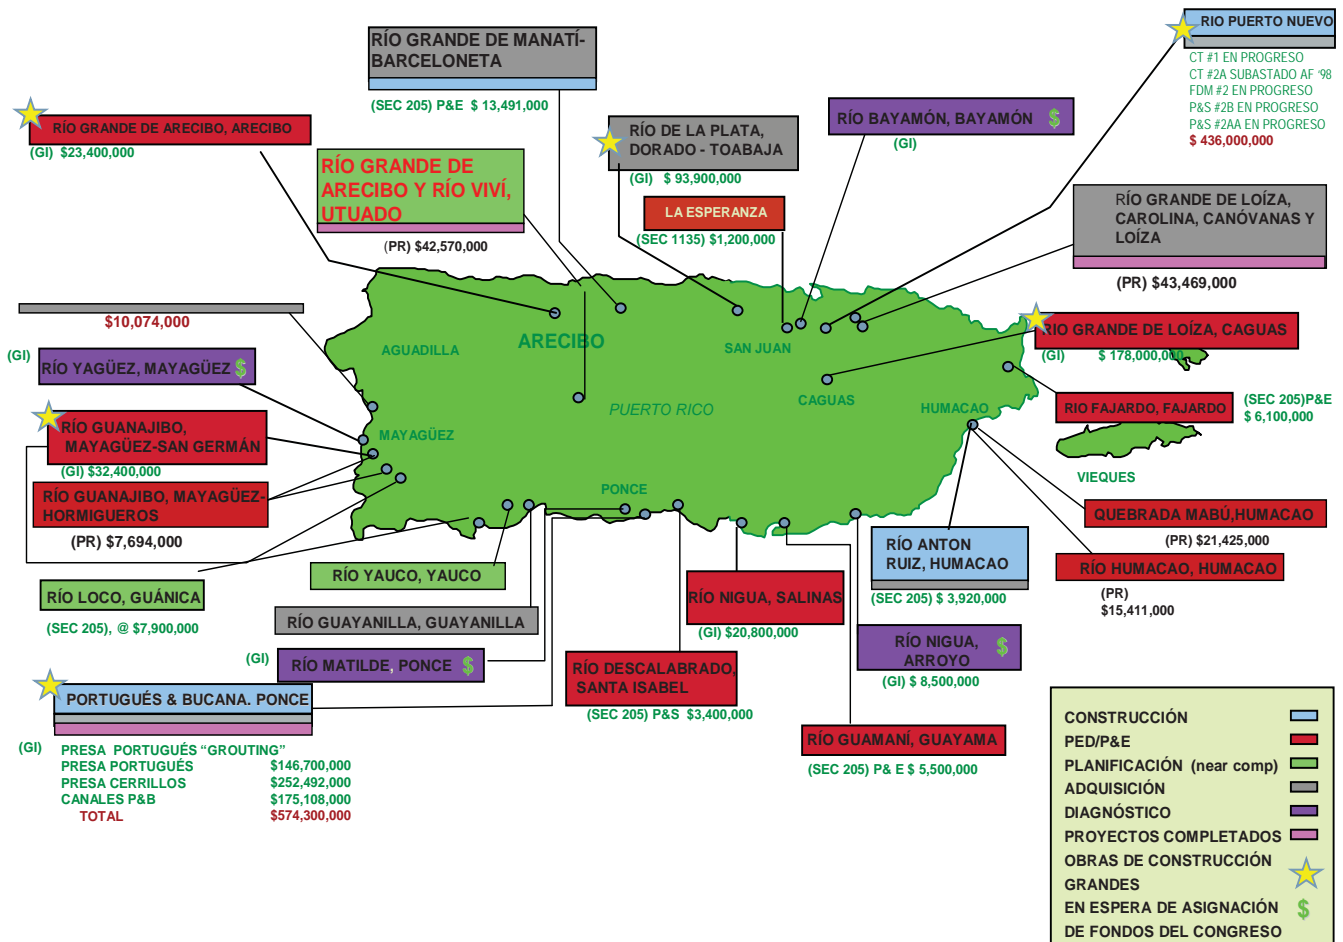 RIO PUERTO NUEVO
CT #1 EN PROGRESO
CT #2A SUBASTADO AF '98
FDM #2 EN PROGRESO
P&S #2B EN PROGRESO
P&S #2AA EN PROGRESO
$ 436,000,000
RÍO GRANDE DE MANATÍ-
BARCELONETA
(SEC 205) P&E $ 13,491,000
RÍO GRANDE DE ARECIBO, ARECIBO
(GI) $23,400,000
RÍO GRANDE DE
ARECIBO Y RÍO VIVÍ,
UTUADO
(PR) $42,570,000
RÍO DE LA PLATA,
DORADO - TOABAJA
(GI) $ 93,900,000
LA ESPERANZA
(SEC 1135) $1,200,000
RÍO BAYAMÓN, BAYAMÓN $
(GI)
RÍO GRANDE DE LOÍZA,
CAROLINA, CANÓVANAS Y
LOÍZA
(PR) $43,469,000
RIO GRANDE DE LOÍZA, CAGUAS
(GI) $ 178,000,000
RIO FAJARDO, FAJARDO
(SEC 205)P&E
$ 6,100,000
$10,074,000
(GI)
RÍO YAGÜEZ, MAYAGÜEZ $
RÍO GUANAJIBO,
MAYAGÜEZ-SAN GERMÁN
(GI) $32,400,000
RÍO GUANAJIBO, MAYAGÜEZ-
HORMIGUEROS
(PR) $7,694,000
RÍO LOCO, GUÁNICA
(SEC 205), @ $7,900,000
AGUADILLA
ARECIBO
SAN JUAN
PUERTO RICO
CAGUAS
HUMACAO
MAYAGÜEZ
PONCE
VIEQUES
QUEBRADA MABÚ,HUMACAO
(PR) $21,425,000
RÍO HUMACAO, HUMACAO
(PR)
$15,411,000
RÍO ANTON
RUIZ, HUMACAO
(SEC 205) $ 3,920,000
RÍO YAUCO, YAUCO
RÍO GUAYANILLA, GUAYANILLA
(GI)
RÍO MATILDE, PONCE $
RÍO NIGUA, SALINAS
(GI) $20,800,000
RÍO NIGUA,
ARROYO $
(GI) $ 8,500,000
RÍO DESCALABRADO,
SANTA ISABEL
(SEC 205) P&S $3,400,000
RÍO GUAMANÍ, GUAYAMA
(SEC 205) P& E $ 5,500,000
PORTUGUÉS & BUCANA. PONCE
(GI)
PRESA PORTUGUÉS “GROUTING”
PRESA PORTUGUÉS $146,700,000
PRESA CERRILLOS $252,492,000
CANALES P&B $175,108,000
TOTAL $574,300,000
CONSTRUCCIÓN
PED/P&E
PLANIFICACIÓN (near comp)
ADQUISICIÓN
DIAGNÓSTICO
PROYECTOS COMPLETADOS
OBRAS DE CONSTRUCCIÓN
GRANDES
EN ESPERA DE ASIGNACIÓN $
DE FONDOS DEL CONGRESO